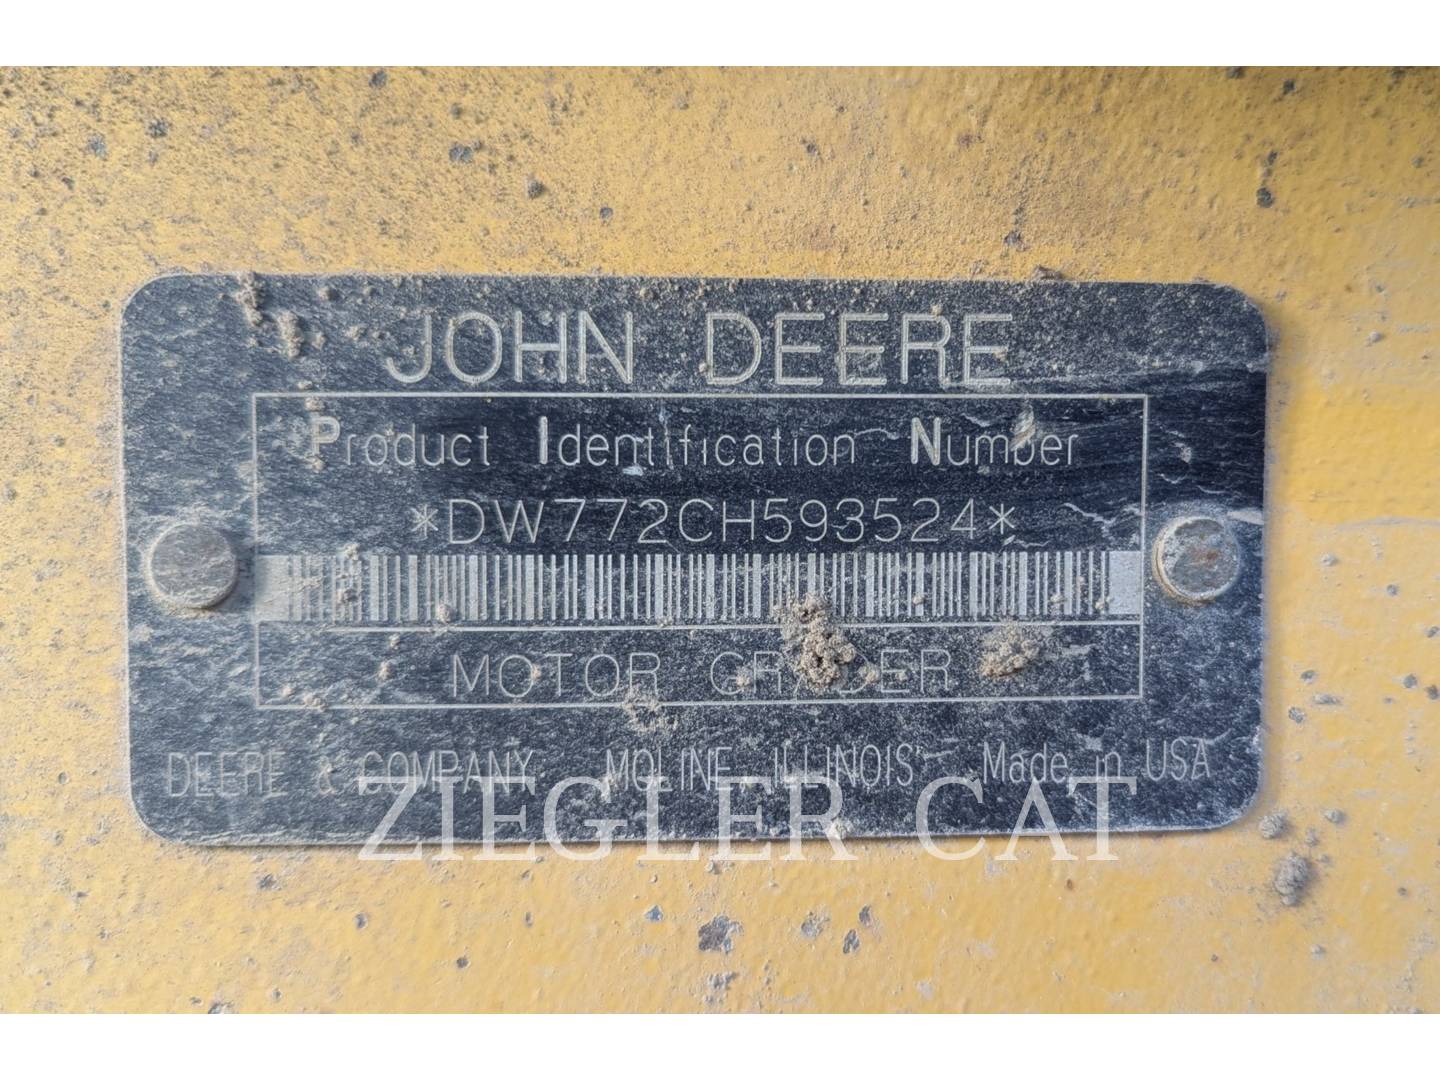 JOHN DEERE
Product Identification Number
*DW772CH593524*
MOTOR GRADER
DEERE & COMPANY MOLINE, ILLINOIS Made in USA
ZIEGLER CAT